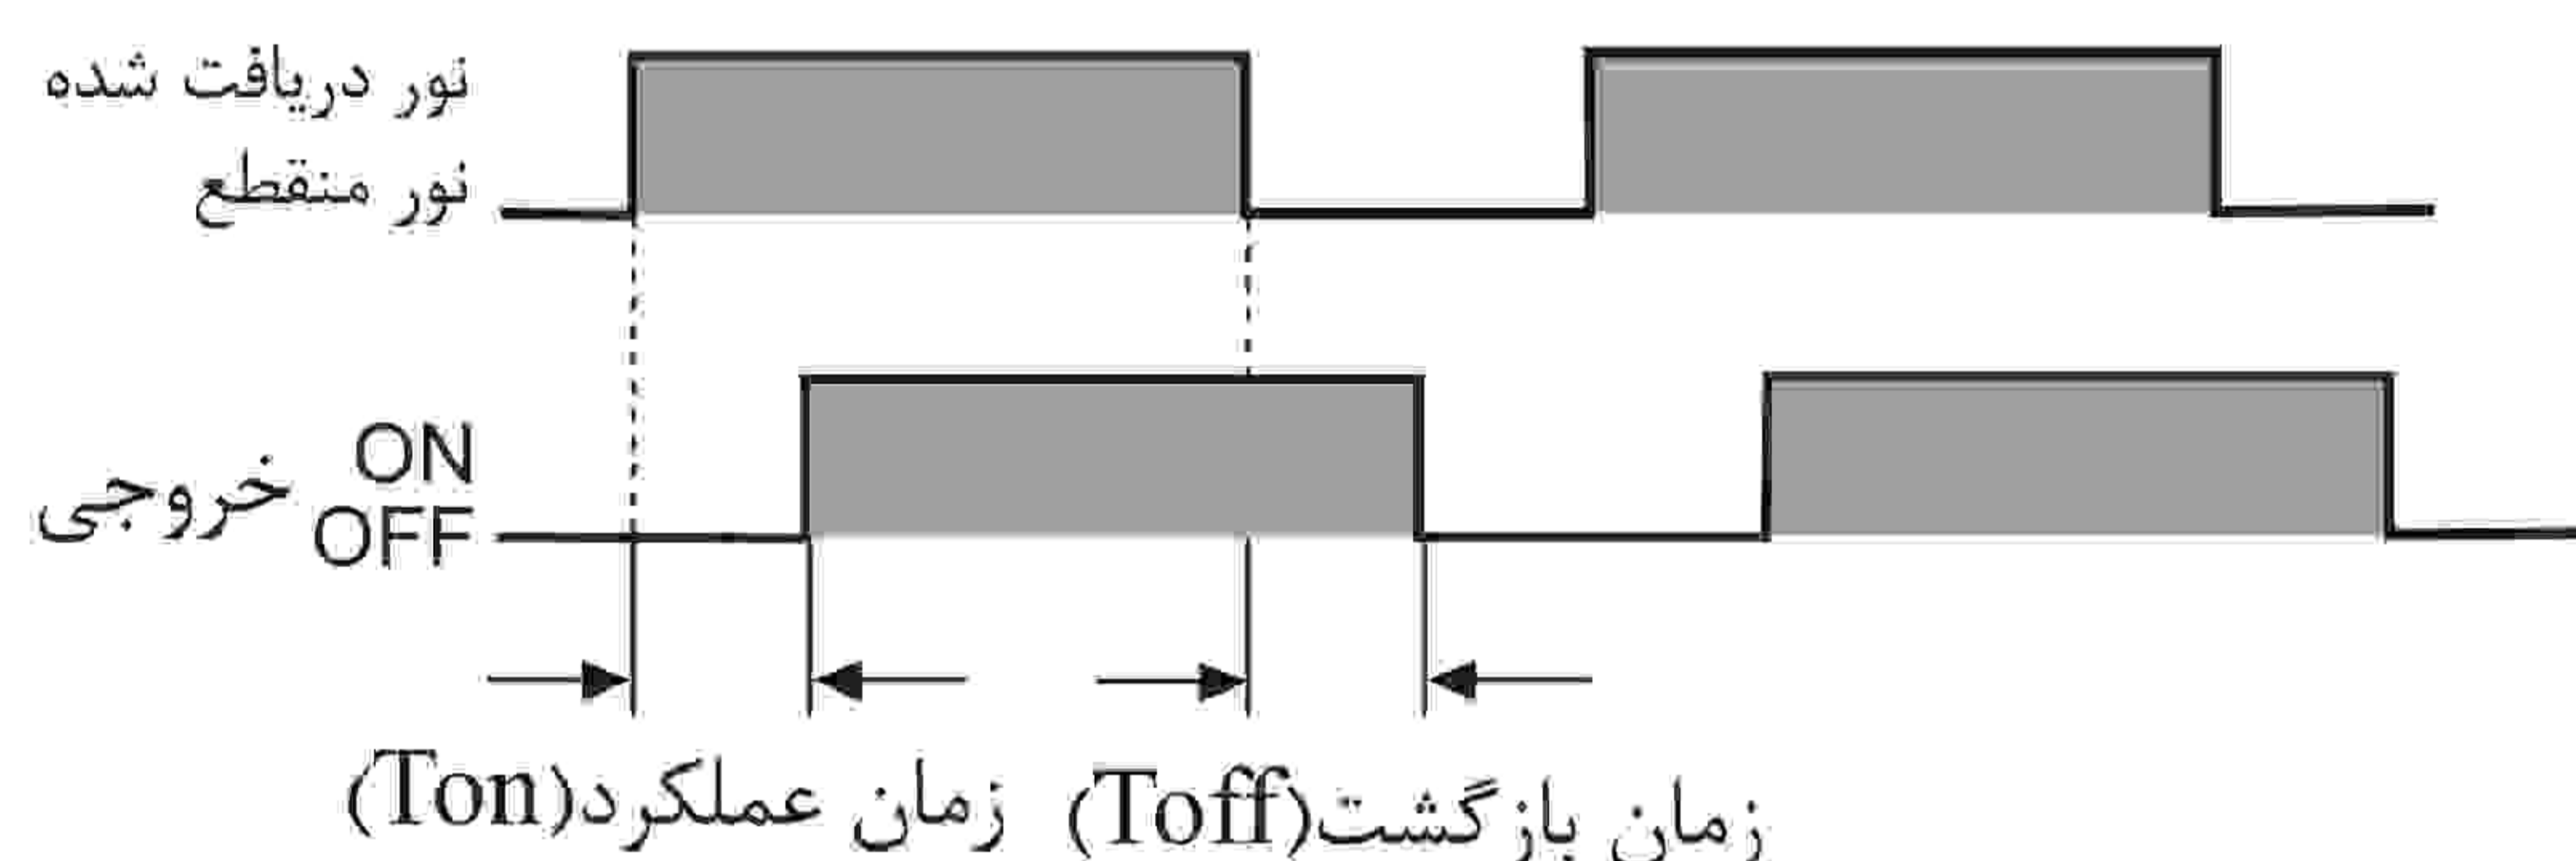 نور دریافت شده
نور منقطع
ON
خروجی
OFF
زمان عملکرد(Ton)
زمان بازگشت(Toff)